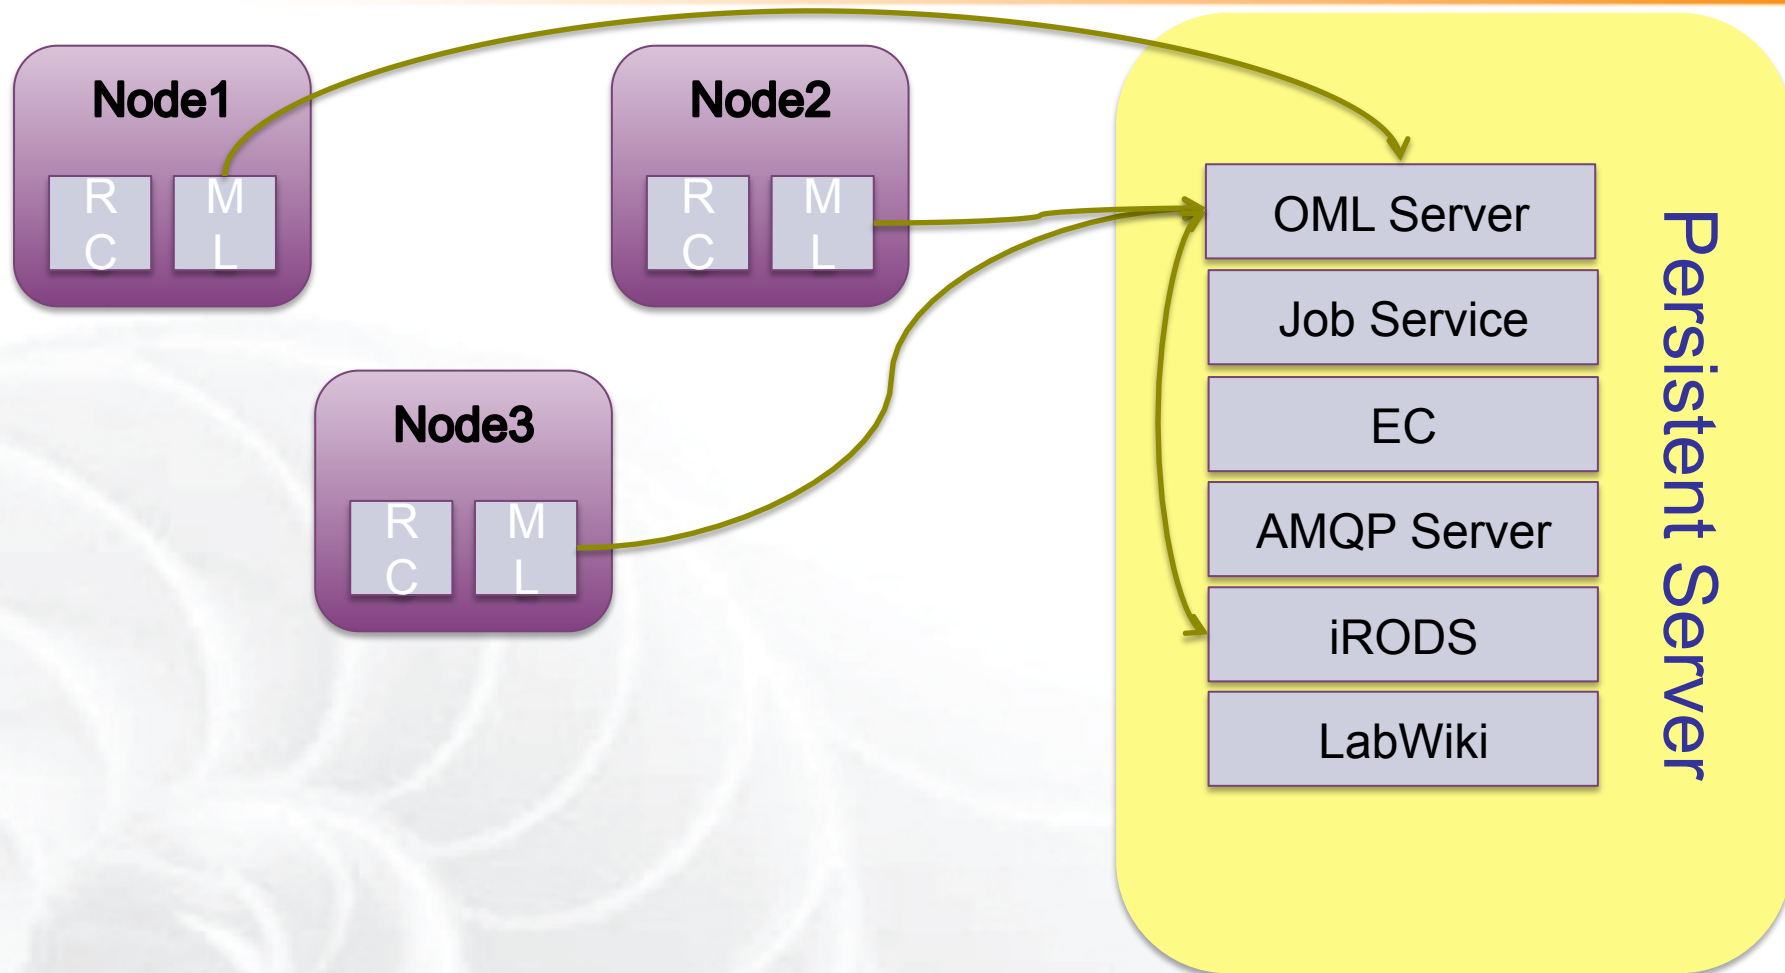 Node1
R
C
M
L
Node2
R
C
M
L
Node3
R
C
M
L
OML Server
Job Service
EC
AMQP Server
iRODS
LabWiki
Persistent Server